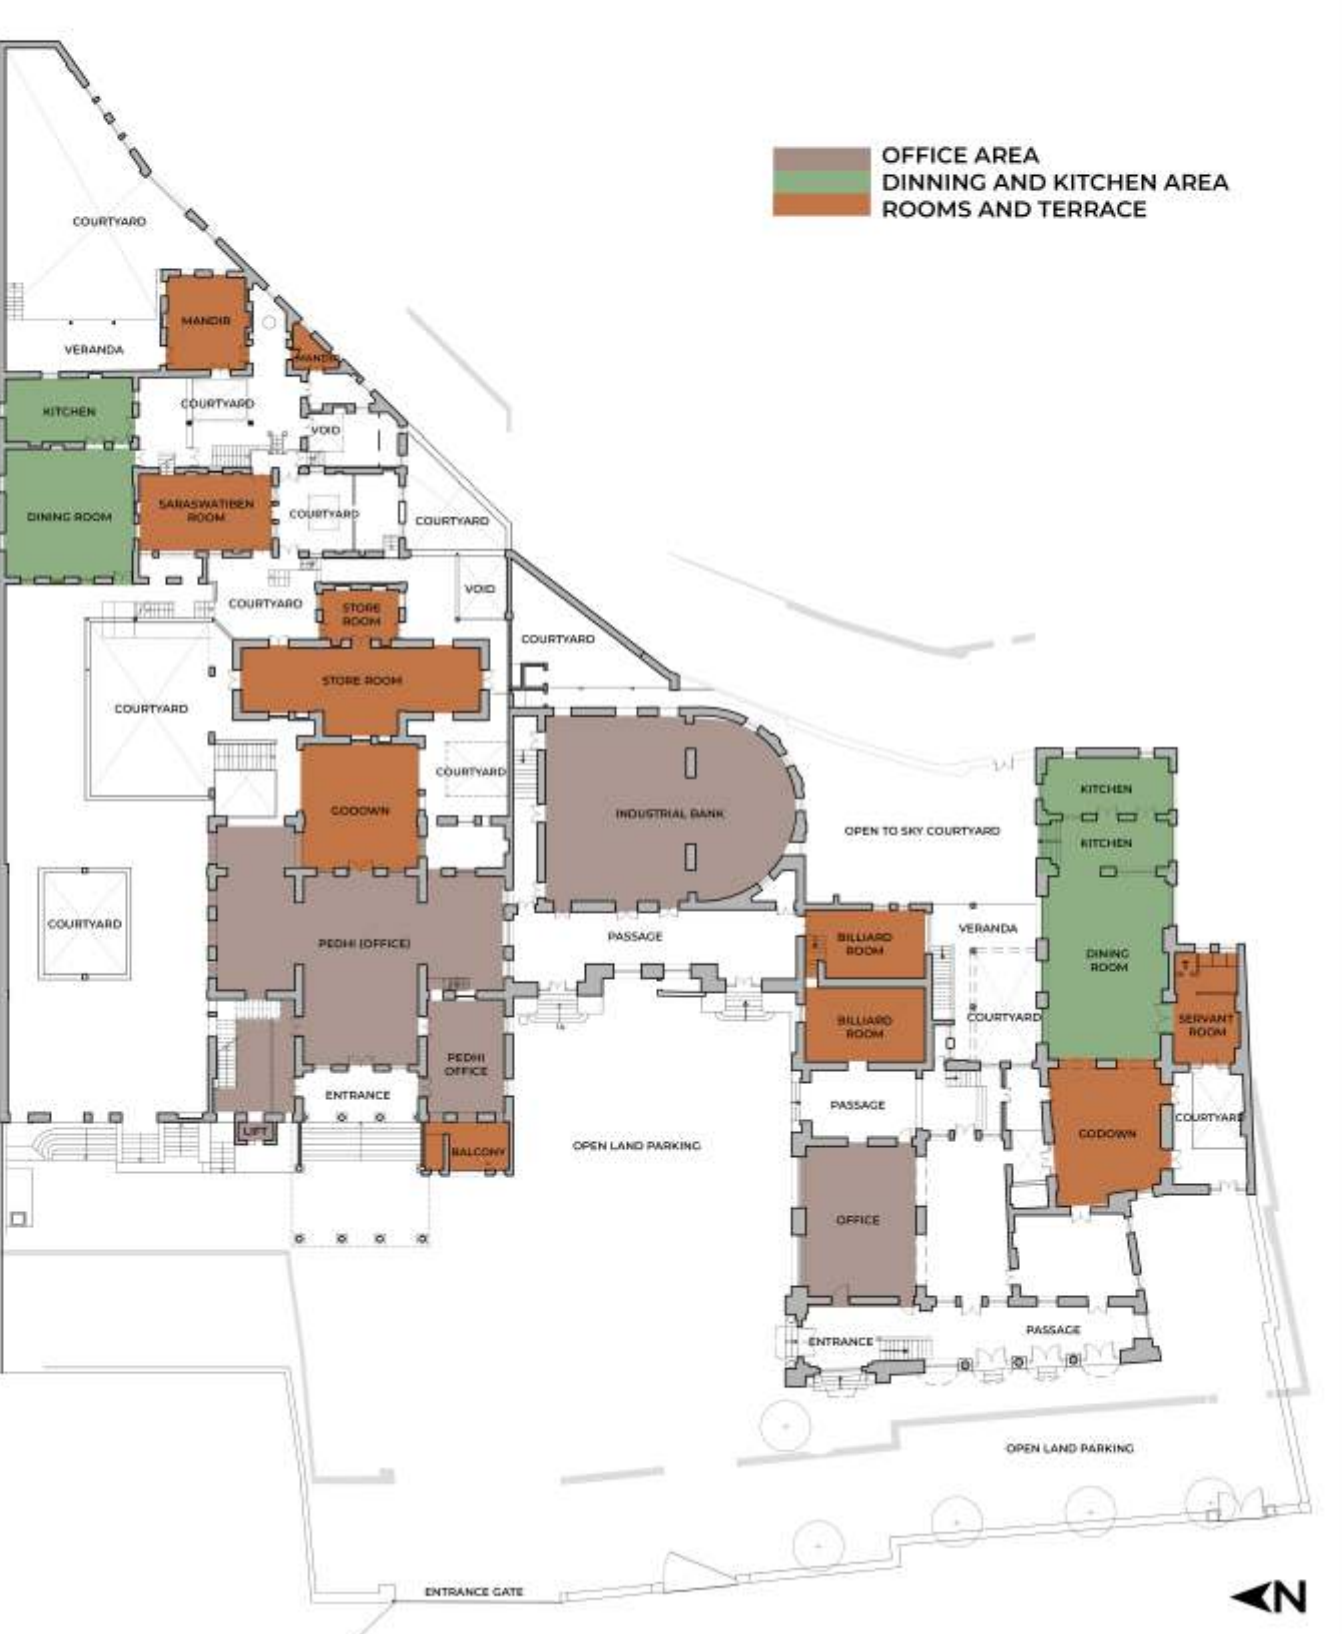 OFFICE AREA
DINNING AND KITCHEN AREA
ROOMS AND TERRACE
COURTYARD
MANDIR
VERANDA
MANDIR
KITCHEN
COURTYARD
VOID
DINING ROOM
SARASWATIBEN
ROOM
COURTYARD
COURTYARD
COURTYARD
STORE
ROOM
VOID
COURTYARD
STORE ROOM
COURTYARD
COURTYARD
GODOWN
INDUSTRIAL BANK
OPEN TO SKY COURTYARD
KITCHEN
KITCHEN
COURTYARD
PEDHI (OFFICE)
PASSAGE
BILLIARD
ROOM
VERANDA
DINING
ROOM
BILLIARD
ROOM
COURTYARD
SERVANT
ROOM
PEDHI
OFFICE
ENTRANCE
PASSAGE
COURTYARD
LIFT
BALCONY
OPEN LAND PARKING
GODOWN
OFFICE
ENTRANCE
PASSAGE
OPEN LAND PARKING
ENTRANCE GATE
N